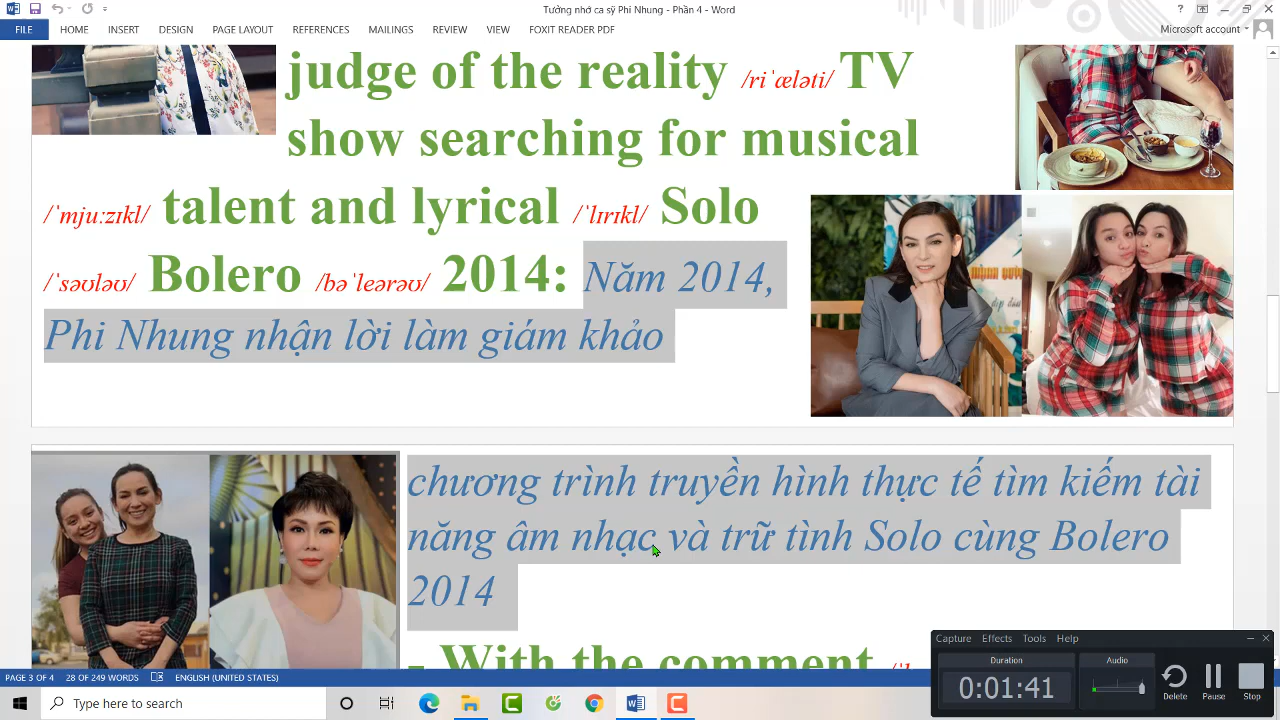 Tưởng nhớ ca sỹ Phi Nhung - Phần 4 - Word
FILE HOME INSERT DESIGN PAGE LAYOUT REFERENCES MAILINGS REVIEW VIEW FOXIT READER PDF Microsoft account
judge of the reality /riˈæləti/ TV
show searching for musical
/ˈmjuːzɪkl/ talent and lyrical /ˈlɪrɪkl/ Solo
/ˈsəʊləʊ/ Bolero /bəˈleərəʊ/ 2014: Năm 2014,
Phi Nhung nhận lời làm giám khảo
chương trình truyền hình thực tế tìm kiếm tài
năng âm nhạc và trữ tình Solo cùng Bolero
2014
- With the comment
Capture Effects Tools Help
Duration Audio
0:01:41
Delete Pause Stop
PAGE 3 OF 4 28 OF 249 WORDS ENGLISH (UNITED STATES)
Type here to search